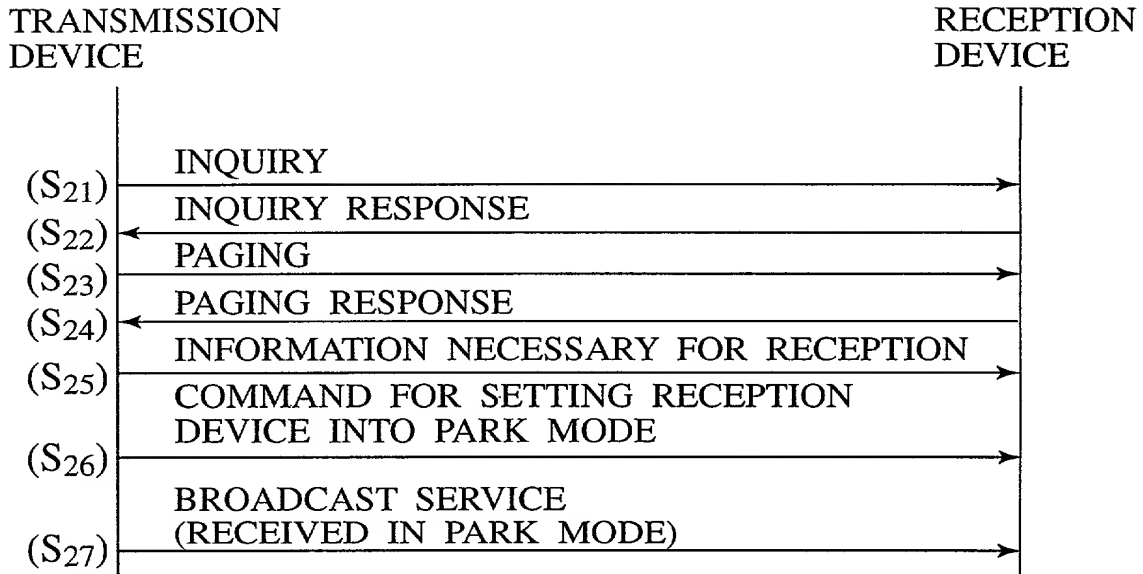 TRANSMISSION
DEVICE
RECEPTION
DEVICE
(S21) INQUIRY
(S22) INQUIRY RESPONSE
(S23) PAGING
(S24) PAGING RESPONSE
(S25) INFORMATION NECESSARY FOR RECEPTION
COMMAND FOR SETTING RECEPTION
DEVICE INTO PARK MODE
(S26)
BROADCAST SERVICE
(RECEIVED IN PARK MODE)
(S27)